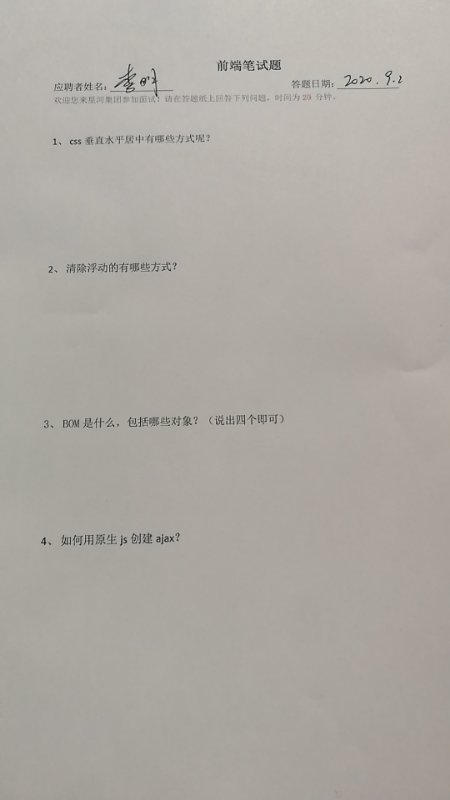 前端笔试题
应聘者姓名：李明 答题日期：2020.9.2
欢迎您来星河集团参加面试！请在答题纸上回答下列问题，时间为20 分钟。
1、 css 垂直水平居中有哪些方式呢？
2、 清除浮动的有哪些方式？
3、 BOM 是什么，包括哪些对象？（说出四个即可）
4、 如何用原生 js 创建 ajax？